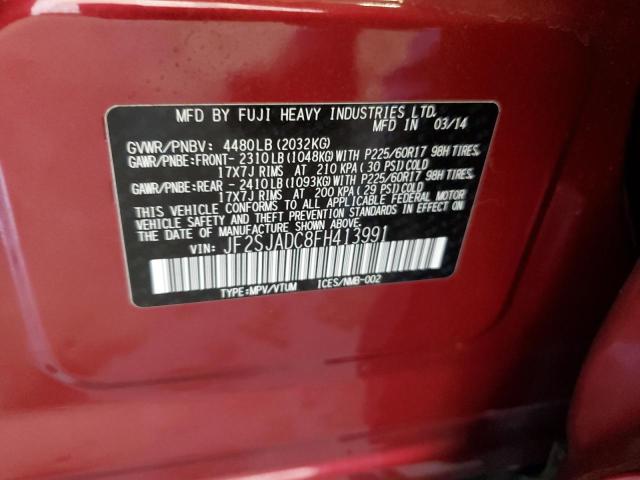 MFD BY FUJI HEAVY INDUSTRIES LTD.
MFD IN 03/14
GVWR/PNBV: 4480LB (2032KG)
GAWR/PNBE:FRONT- 2310LB(1048KG)WITH P225/60R17 98H TIRES,
17X7J RIMS AT 210 KPA(30 PSI)COLD
GAWR/PNBE:REAR - 2410LB(1093KG)WITH P225/60R17 98H TIRES,
17X7J RIMS AT 200 KPA(29 PSI)COLD
THIS VEHICLE CONFORMS TO ALL APPLICABLE FEDERAL MOTOR
VEHICLE SAFETY AND THEFT PREVENTION STANDARDS IN EFFECT
ON THE DATE OF MANUFACTURE SHOWN ABOVE.
VIN: JF2SJADC8FH413991
TYPE:MPV/VTUM ICES/NMB-002